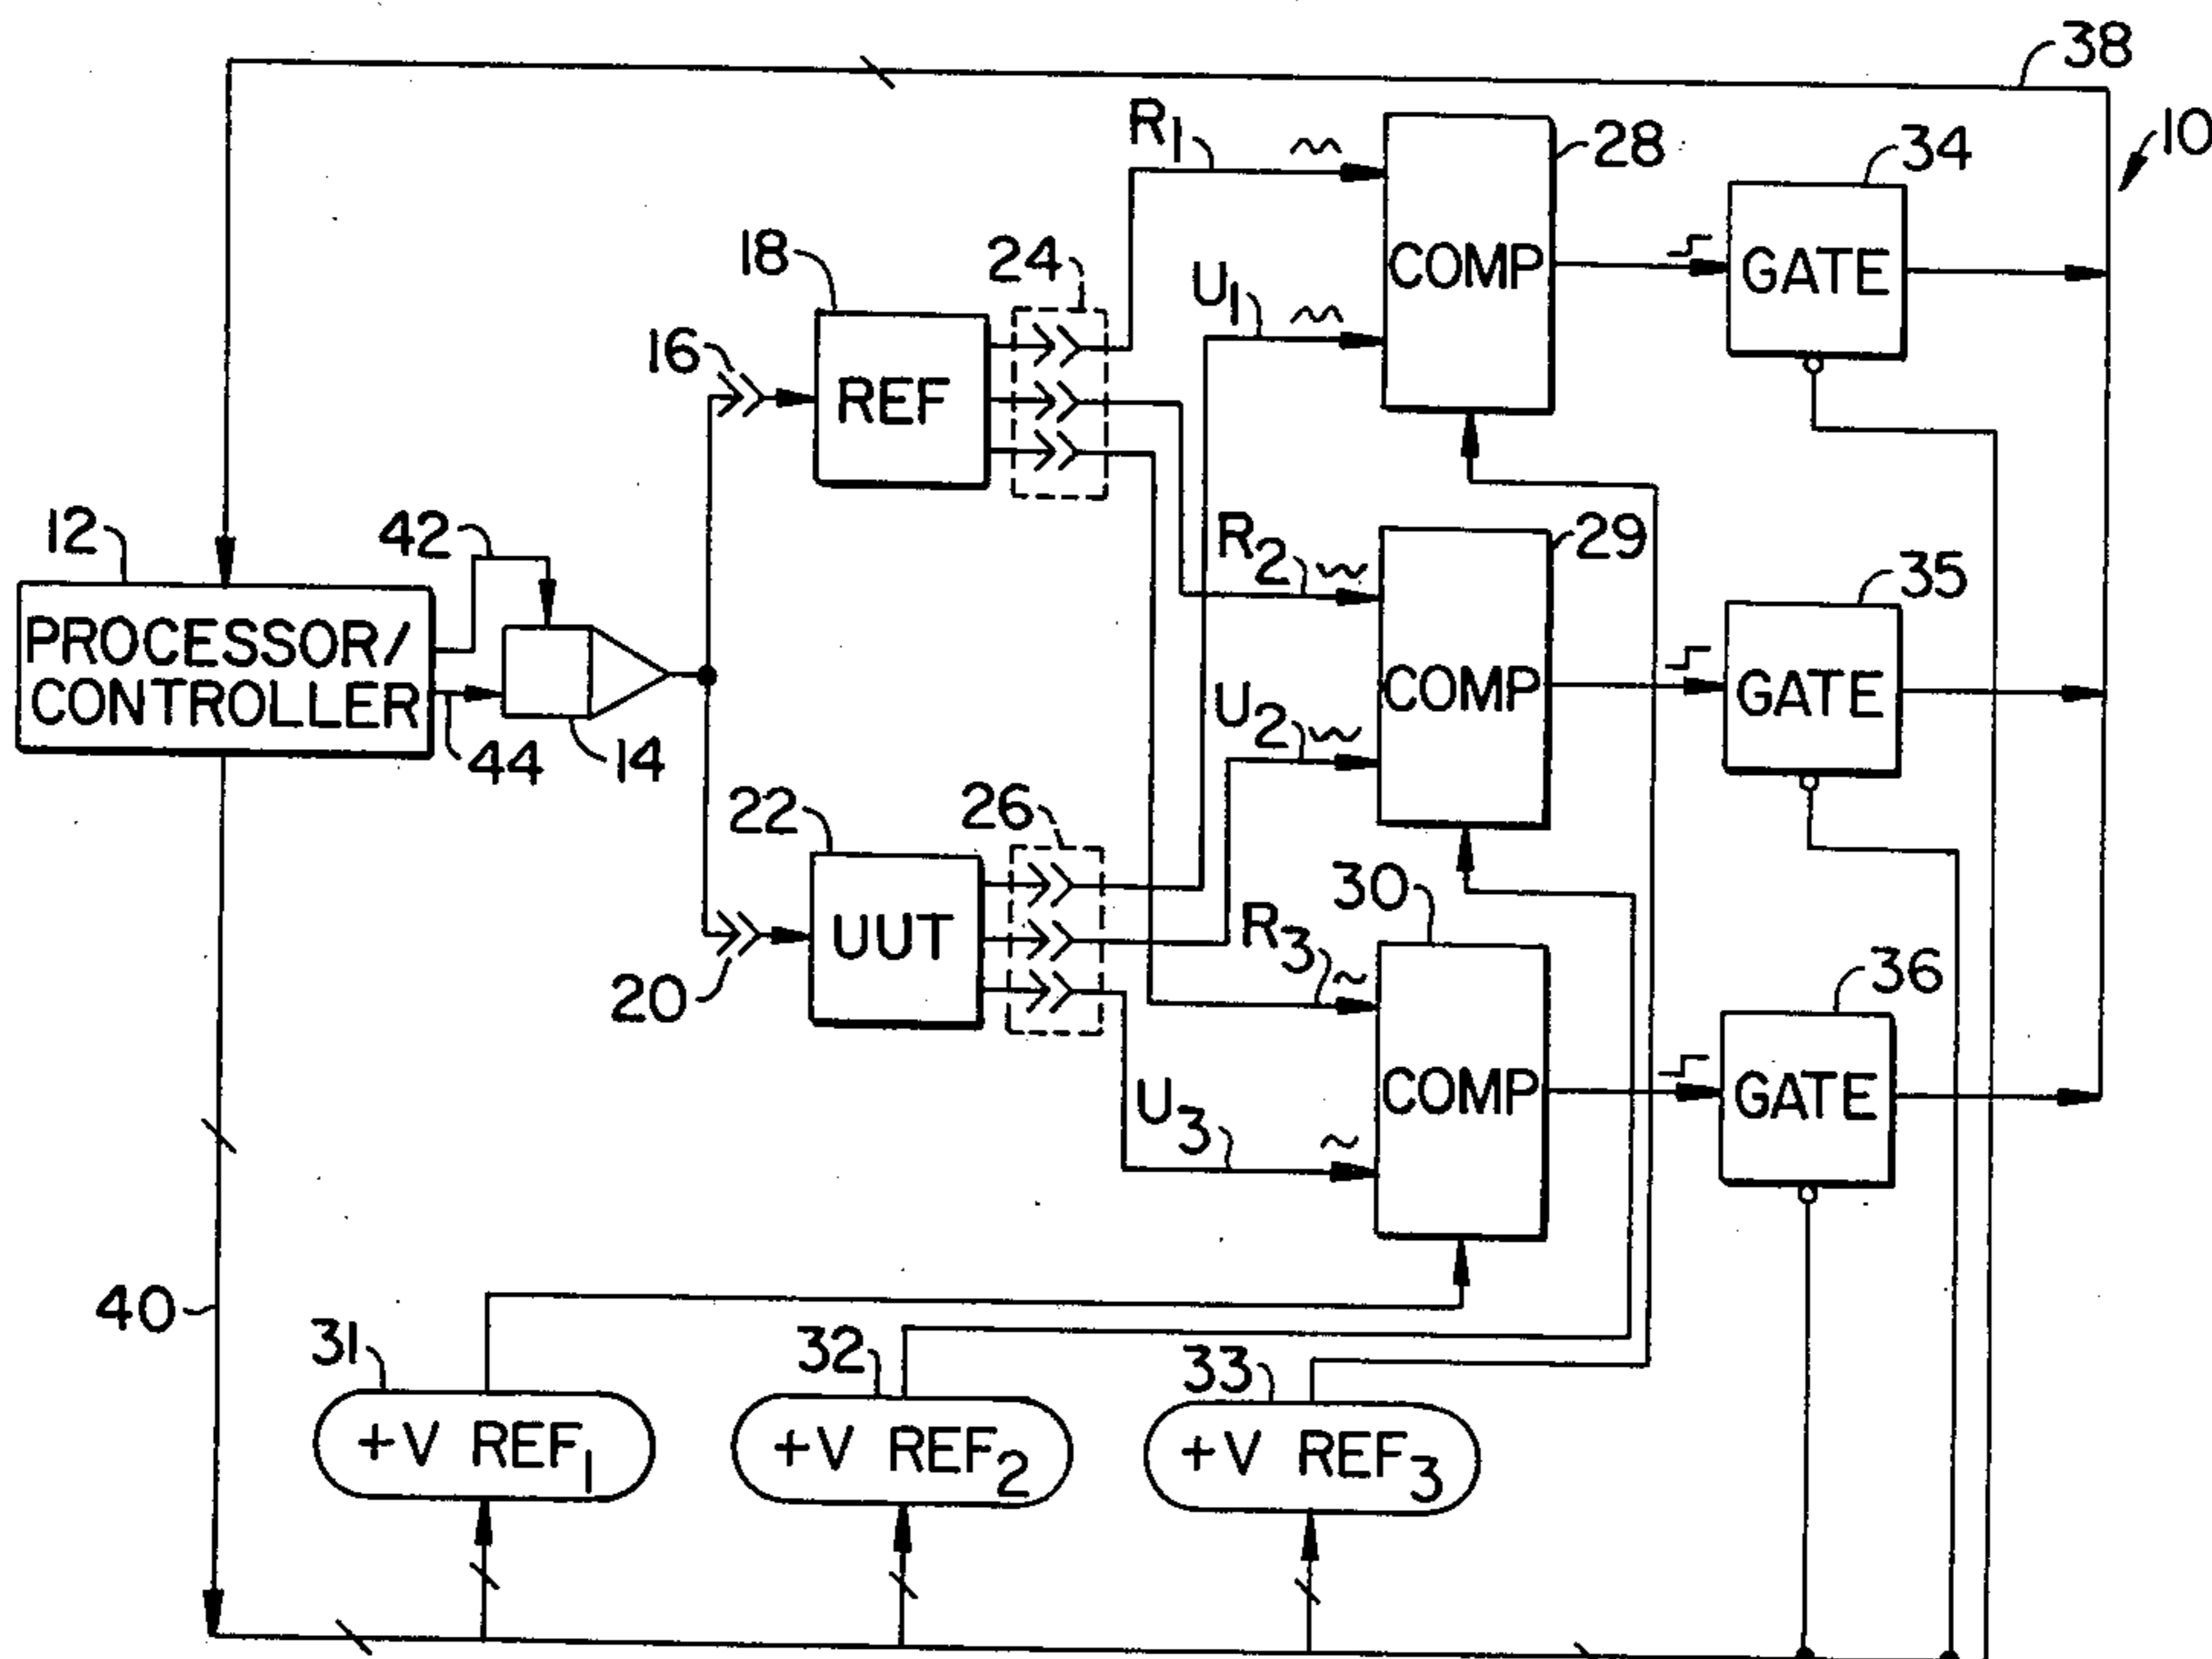 38
10
R1
28
34
18
24
COMP
GATE
U1
16
REF
12
42
R2
29
35
PROCESSOR/
CONTROLLER
COMP
GATE
U2
44
14
22
26
30
R3
36
UUT
20
COMP
GATE
U3
40
31
32
33
+V REF1
+V REF2
+V REF3